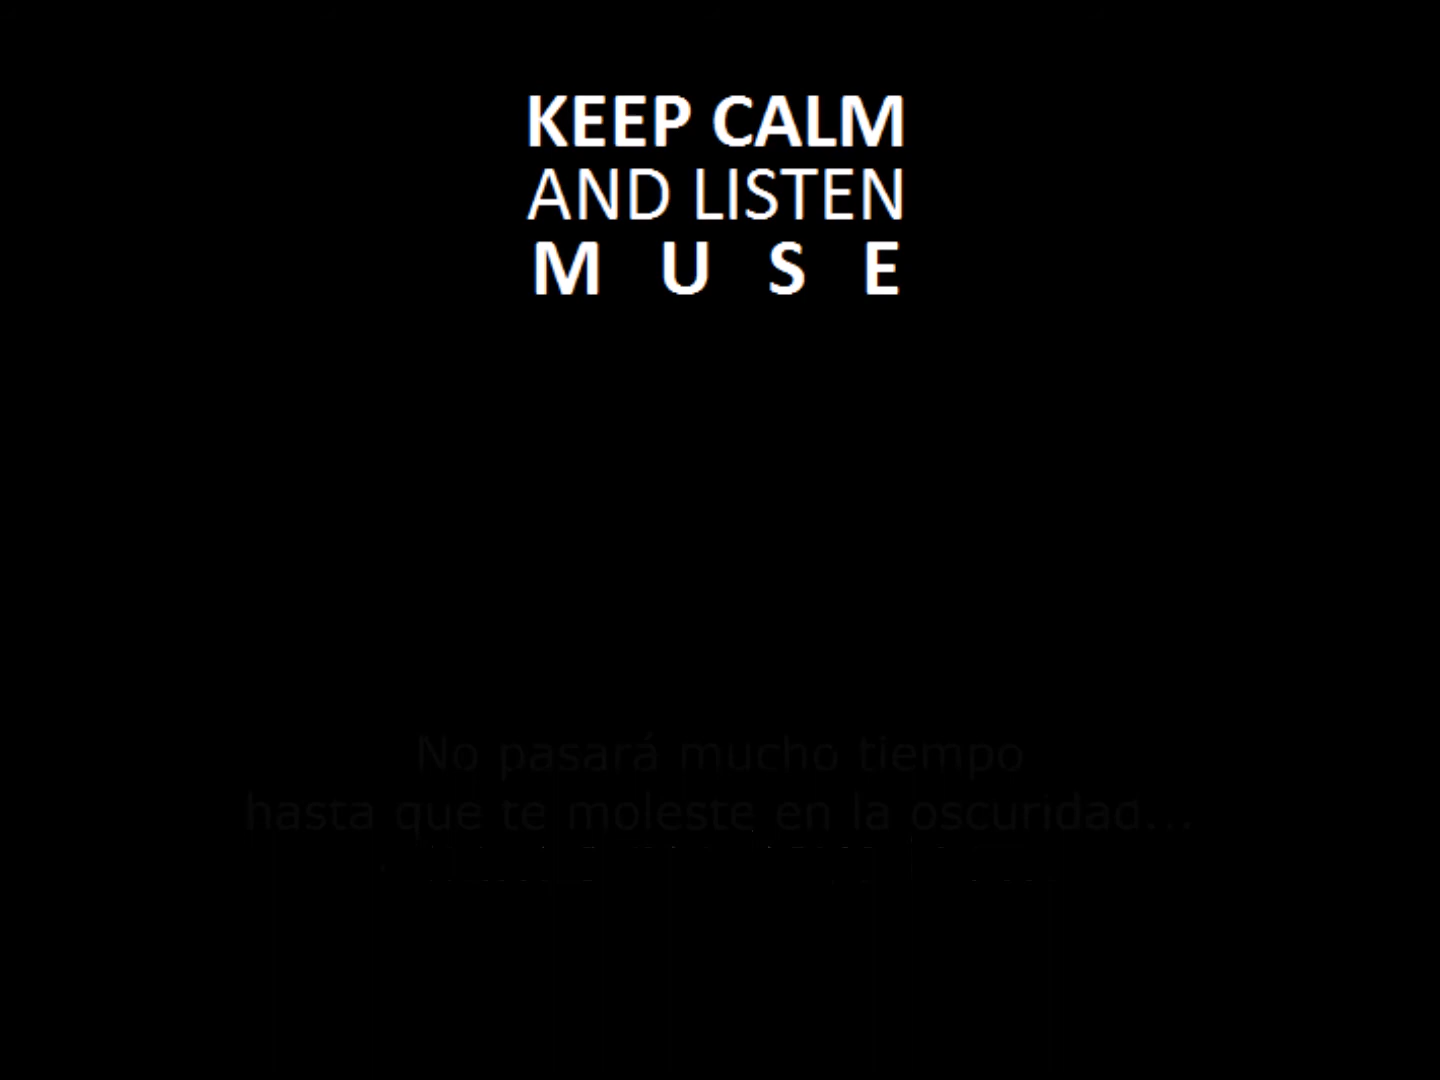 KEEP CALM
AND LISTEN
M U S E
No pasará mucho tiempo
hasta que te moleste en la oscuridad...